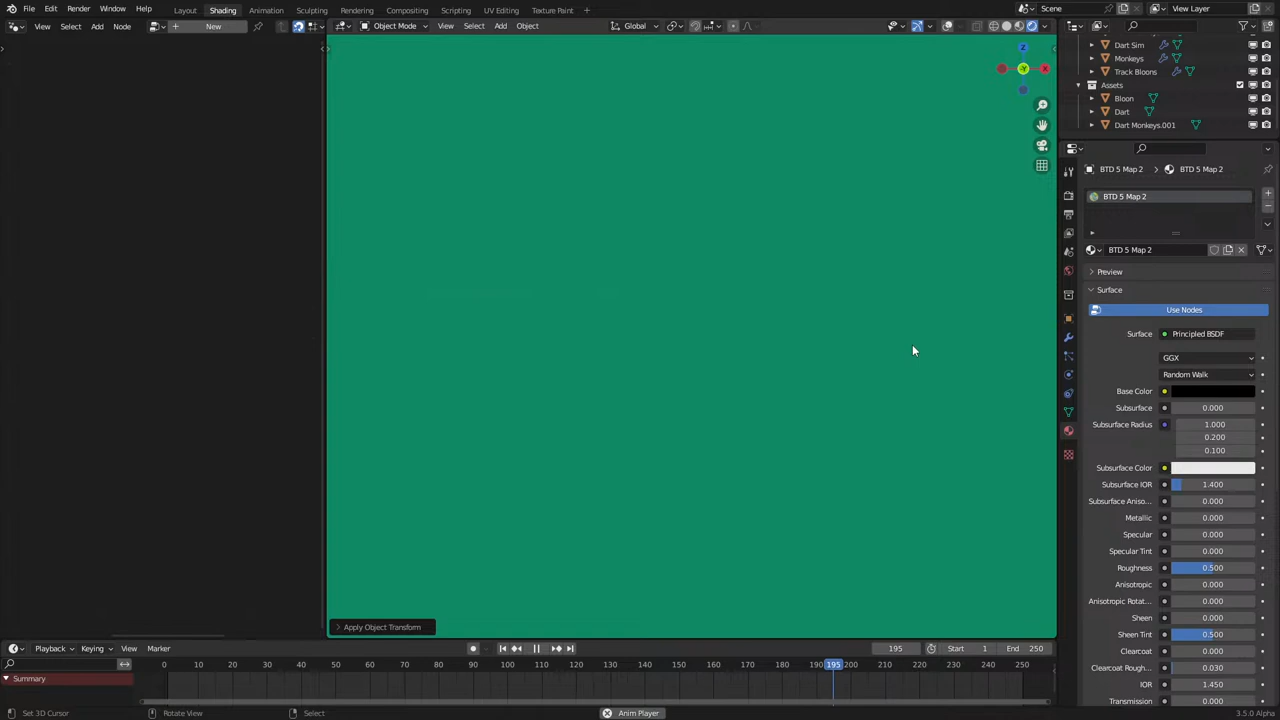 File Edit Render Window Help Layout Shading Animation Sculpting Rendering Compositing Scripting UV Editing Texture Paint Scene View Layer
View Select Add Node New Object Mode View Select Add Object Global
Dart Sim
Monkeys
Track Bloons
Assets
Bloon
Dart
Dart Monkeys.001
Z
Y
X
BTD 5 Map 2 BTD 5 Map 2
BTD 5 Map 2
BTD 5 Map 2
Preview
Surface
Use Nodes
Surface Principled BSDF
GGX
Random Walk
Base Color
Subsurface 0.000
Subsurface Radius 1.000
0.200
0.100
Subsurface Color
Subsurface IOR 1.400
Subsurface Aniso... 0.000
Metallic 0.000
Specular 0.000
Specular Tint 0.000
Roughness 0.500
Anisotropic 0.000
Anisotropic Rotat... 0.000
Sheen 0.000
Sheen Tint 0.500
Clearcoat 0.000
Clearcoat Rough... 0.030
IOR 1.450
Transmission 0.000
Apply Object Transform
Playback Keying View Marker 195 Start 1 End 250
0 10 20 30 40 50 60 70 80 90 100 110 120 130 140 150 160 170 180 190 195 200 210 220 230 240 250
Summary
Set 3D Cursor Rotate View Select Anim Player 3.5.0 Alpha